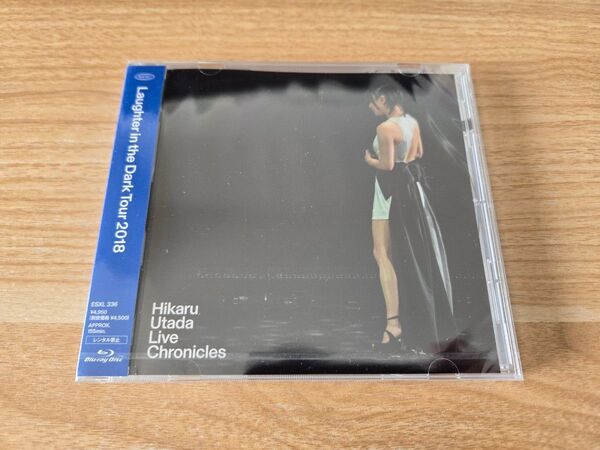 Laughter in the Dark Tour 2018
ESXL 336
¥4,950
(税抜価格 ¥4,500)
APPROX.
155min.
レンタル禁止
Blu-ray Disc
Hikaru
Utada
Live
Chronicles